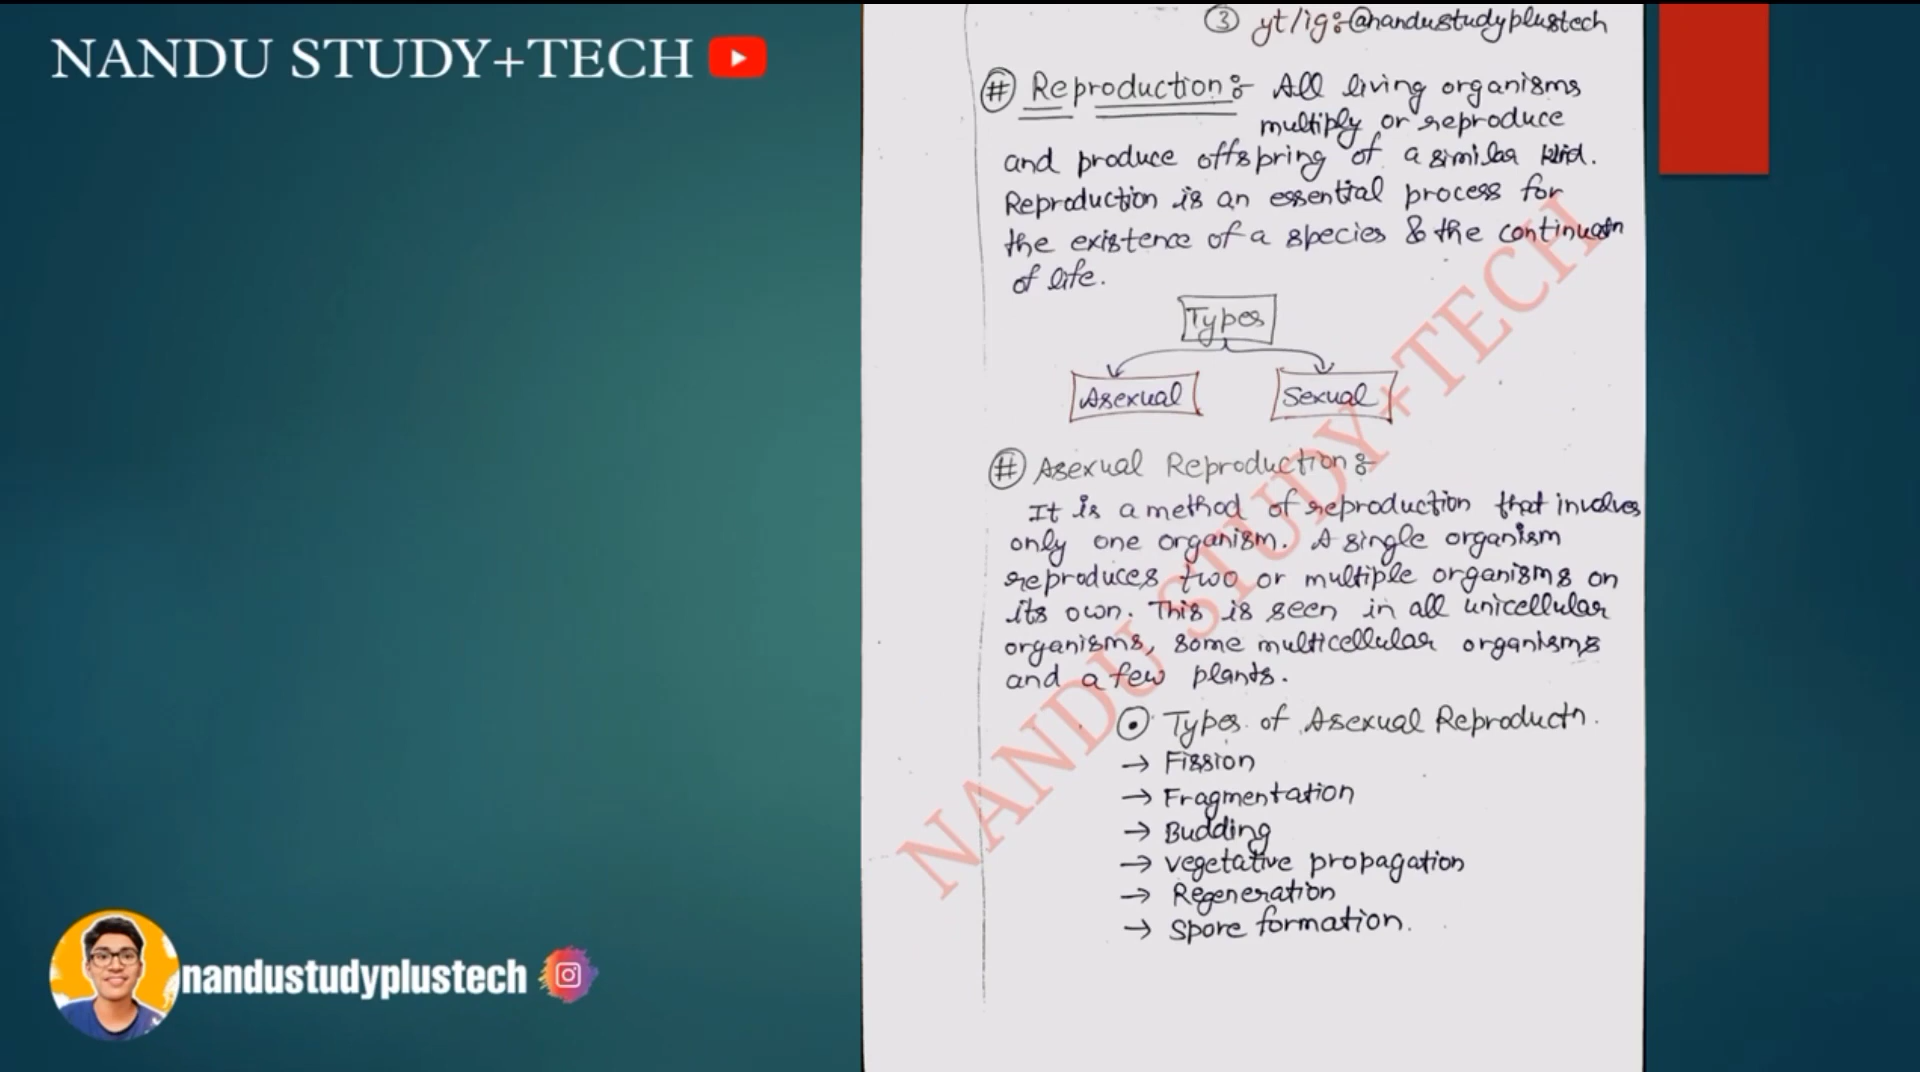 NANDU STUDY+TECH
③ yt/ig:-@nandustudyplustech
# Reproduction:- All living organisms
multiply or reproduce
and produce offspring of a similar
Reproduction is an essential process for
the existence of a species & the continuatn
of life.
Types
Asexual Sexual
# Asexual Reproduction:-
It is a method of reproduction that involves
only one organism. A single organism
reproduces two or multiple organisms on
its own. This is seen in all unicellular
organisms, some multicellular organisms
and a few plants.
Types of Asexual Reproductn.
→ Fission
→ Fragmentation
→ Budding
→ vegetative propagation
→ Regeneration
→ Spore formation.
NANDU STUDY+TECH
nandustudyplustech